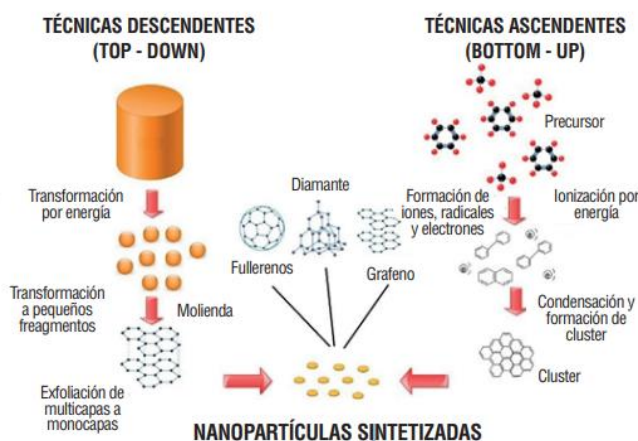 TÉCNICAS DESCENDENTES
(TOP - DOWN)
TÉCNICAS ASCENDENTES
(BOTTOM - UP)
Precursor
Transformación
por energía
Diamante
Formación de
iones, radicales
y electrones
Ionización por
energía
Fullerenos
Grafeno
Transformación
a pequeños
freagmentos
Molienda
Condensación y
formación de
cluster
Exfoliación de
multicapas a
monocapas
Cluster
NANOPARTÍCULAS SINTETIZADAS